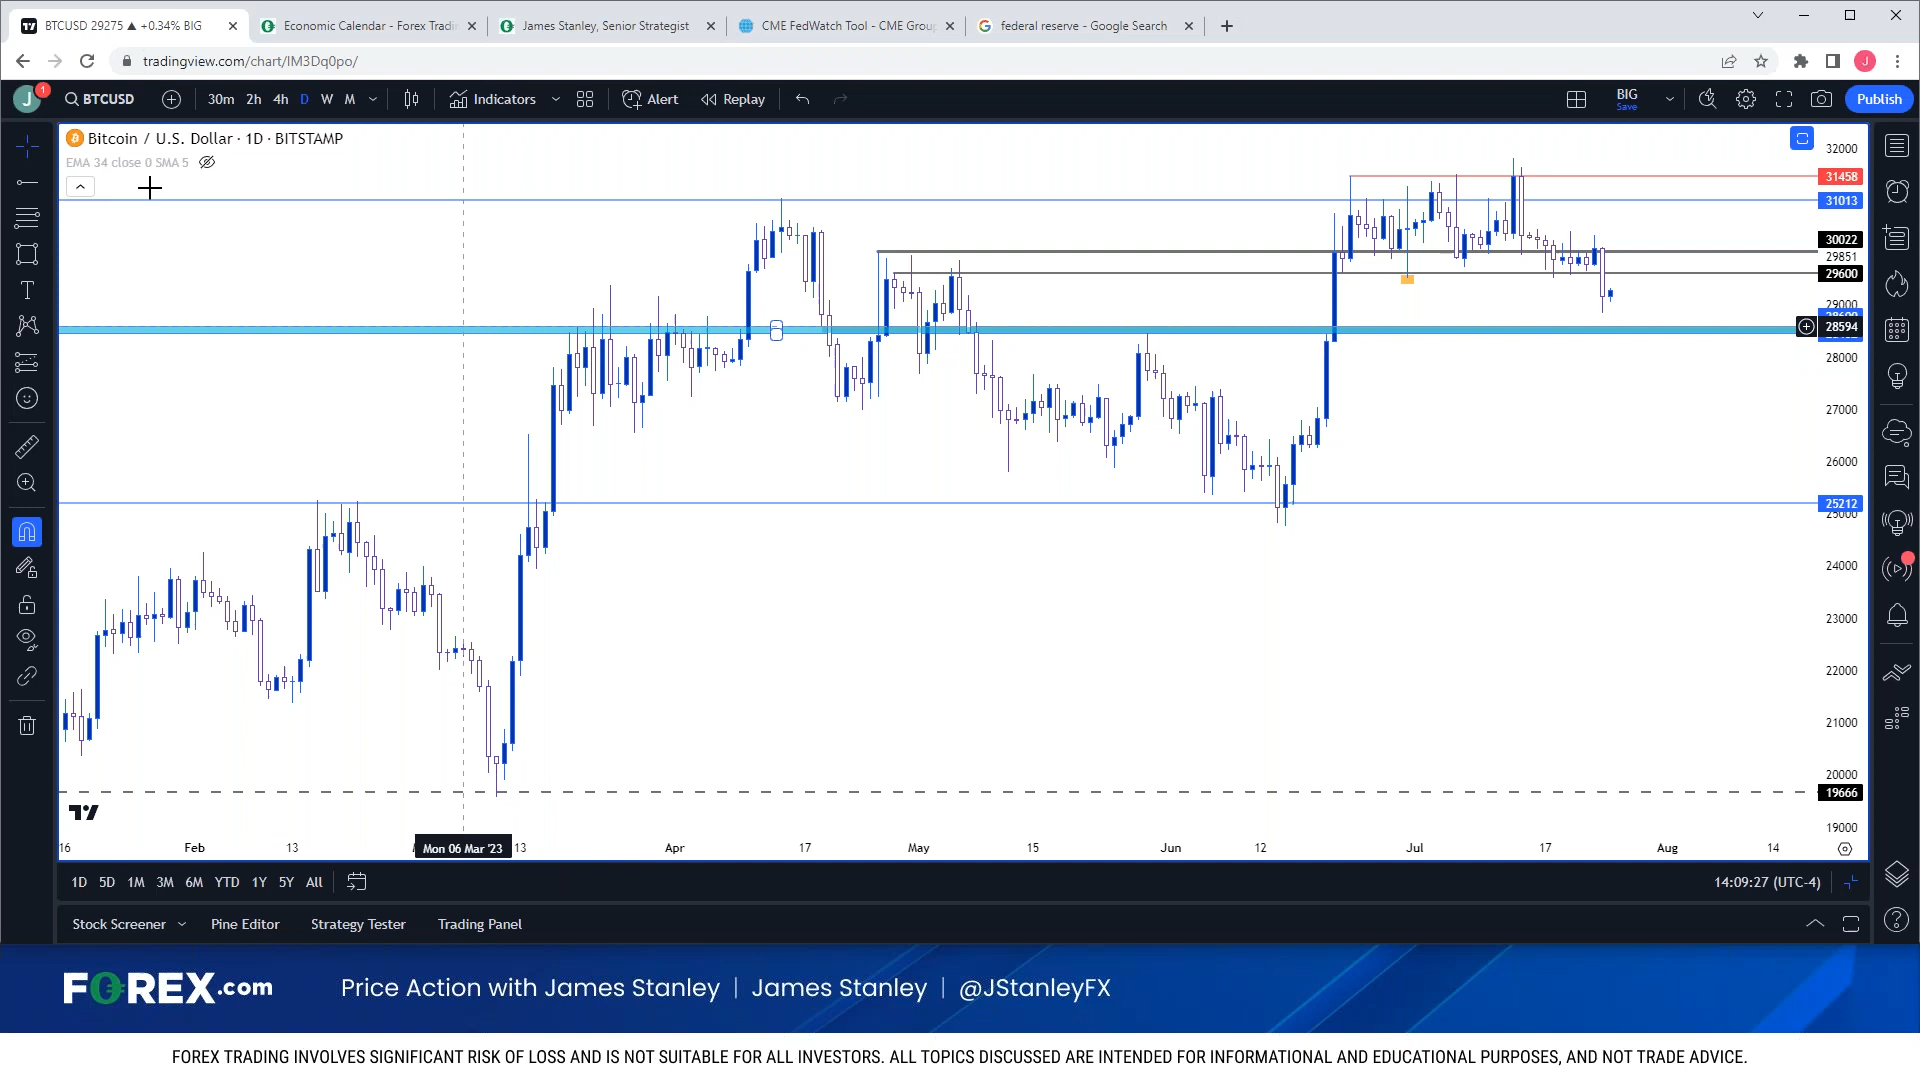 BTCUSD 29275 ▲ +0.34% BIG
Economic Calendar - Forex Tradin
James Stanley, Senior Strategist
CME FedWatch Tool - CME Group
federal reserve - Google Search
tradingview.com/chart/IM3Dq0po/
J
J 1
BTCUSD
30m 2h 4h D W M
Indicators
Alert
Replay
BIG
Save
Publish
Bitcoin / U.S. Dollar · 1D · BITSTAMP
EMA 34 close 0 SMA 5
32000
31458
31013
30022
29851
29600
29000
28594
28000
27000
26000
25212
25000
24000
23000
22000
21000
20000
19666
19000
16 Feb 13 Mon 06 Mar '23 13 Apr 17 May 15 Jun 12 Jul 17 Aug 14
1D 5D 1M 3M 6M YTD 1Y 5Y All
14:09:27 (UTC-4)
Stock Screener Pine Editor Strategy Tester Trading Panel
FOREX.com
Price Action with James Stanley | James Stanley | @JStanleyFX
FOREX TRADING INVOLVES SIGNIFICANT RISK OF LOSS AND IS NOT SUITABLE FOR ALL INVESTORS. ALL TOPICS DISCUSSED ARE INTENDED FOR INFORMATIONAL AND EDUCATIONAL PURPOSES, AND NOT TRADE ADVICE.